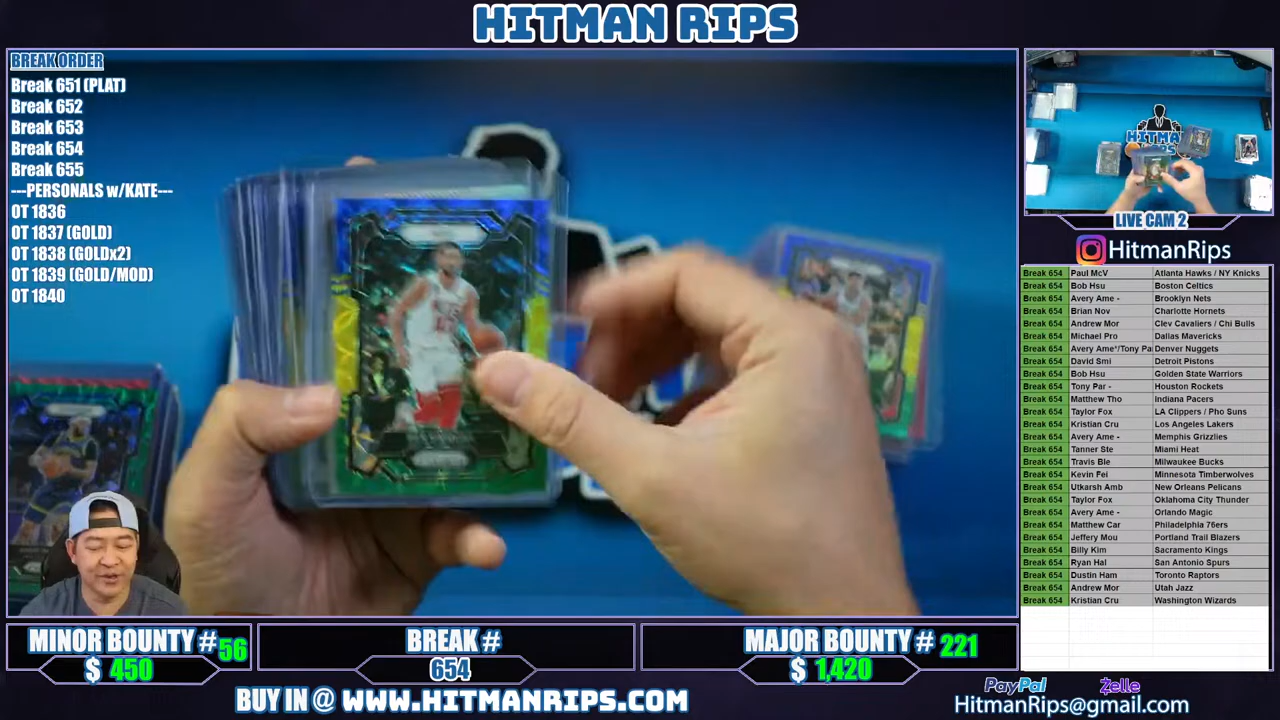 HITMAN RIPS
BREAK ORDER
Break 651 (PLAT)
Break 652
Break 653
Break 654
Break 655
---PERSONALS w/KATE---
OT 1836
OT 1837 (GOLD)
OT 1838 (GOLDx2)
OT 1839 (GOLD/MOD)
OT 1840
LIVE CAM 2
HitmanRips
Break 654 Paul McV Atlanta Hawks / NY Knicks
Break 654 Bob Hsu Boston Celtics
Break 654 Avery Ame - Brooklyn Nets
Break 654 Brian Nov Charlotte Hornets
Break 654 Andrew Mor Clev Cavaliers / Chi Bulls
Break 654 Michael Pro Dallas Mavericks
Break 654 Avery Ame*/Tony Pa Denver Nuggets
Break 654 David Smi Detroit Pistons
Break 654 Bob Hsu Golden State Warriors
Break 654 Tony Par - Houston Rockets
Break 654 Matthew Tho Indiana Pacers
Break 654 Taylor Fox LA Clippers / Pho Suns
Break 654 Kristian Cru Los Angeles Lakers
Break 654 Avery Ame - Memphis Grizzlies
Break 654 Tanner Ste Miami Heat
Break 654 Travis Ble Milwaukee Bucks
Break 654 Kevin Fei Minnesota Timberwolves
Break 654 Utkarsh Amb New Orleans Pelicans
Break 654 Taylor Fox Oklahoma City Thunder
Break 654 Avery Ame - Orlando Magic
Break 654 Matthew Car Philadelphia 76ers
Break 654 Jeffery Mou Portland Trail Blazers
Break 654 Billy Kim Sacramento Kings
Break 654 Ryan Hal San Antonio Spurs
Break 654 Dustin Ham Toronto Raptors
Break 654 Andrew Mor Utah Jazz
Break 654 Kristian Cru Washington Wizards
MINOR BOUNTY # 56
$ 450
BREAK #
654
MAJOR BOUNTY # 221
$ 1,420
BUY IN @ WWW.HITMANRIPS.COM
PayPal Zelle
HitmanRips@gmail.com